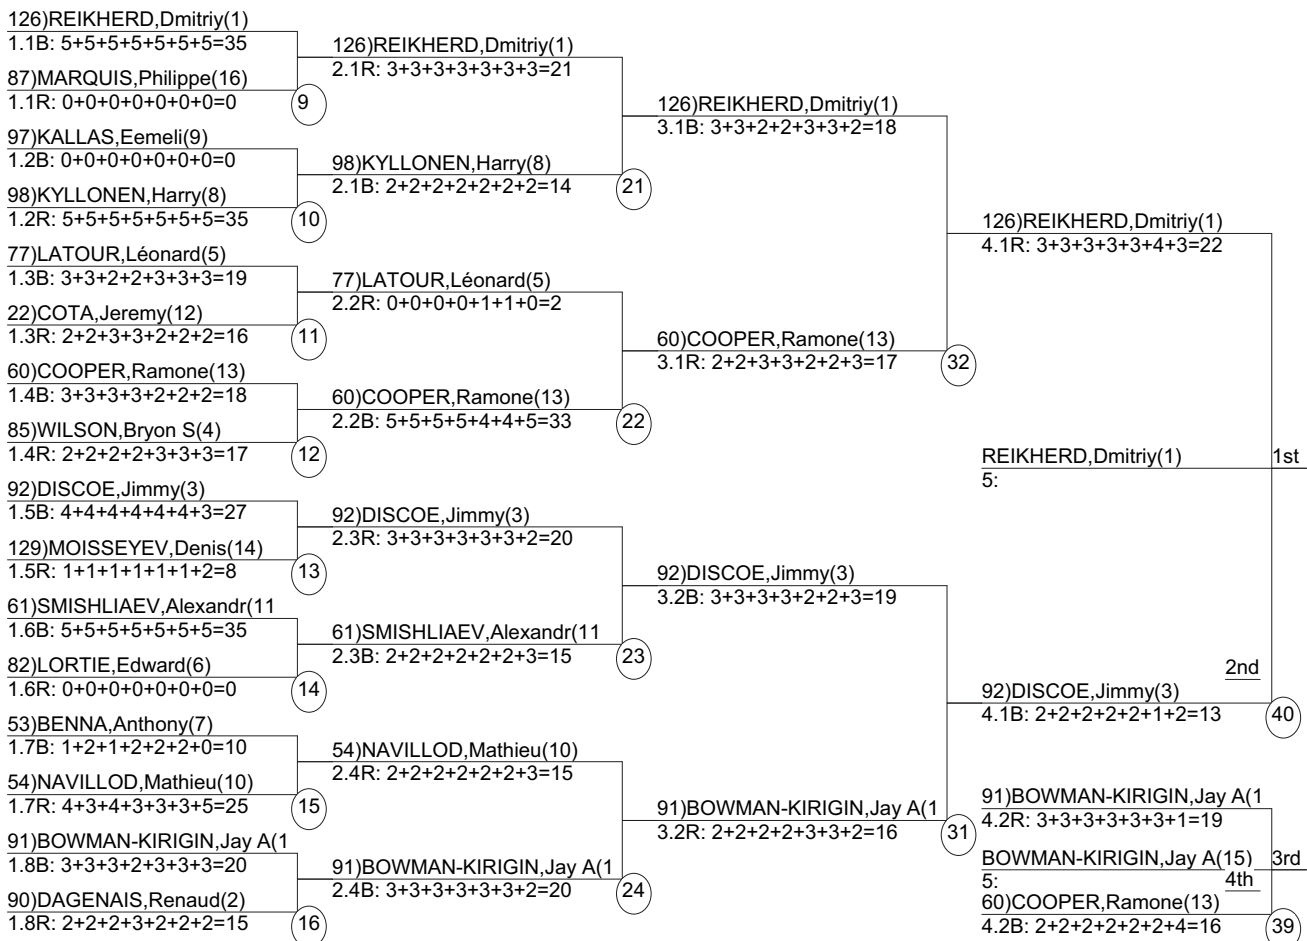 126)REIKHERD,Dmitriy(1)
1.1B: 5+5+5+5+5+5+5=35
87)MARQUIS,Philippe(16)
1.1R: 0+0+0+0+0+0+0=0
9
97)KALLAS,Eemeli(9)
1.2B: 0+0+0+0+0+0+0=0
98)KYLLONEN,Harry(8)
1.2R: 5+5+5+5+5+5+5=35
10
77)LATOUR,Léonard(5)
1.3B: 3+3+2+2+3+3+3=19
22)COTA,Jeremy(12)
1.3R: 2+2+3+3+2+2+2=16
11
60)COOPER,Ramone(13)
1.4B: 3+3+3+3+2+2+2=18
85)WILSON,Bryon S(4)
1.4R: 2+2+2+2+3+3+3=17
12
92)DISCOE,Jimmy(3)
1.5B: 4+4+4+4+4+4+3=27
129)MOISSEYEV,Denis(14)
1.5R: 1+1+1+1+1+1+2=8
13
61)SMISHLIAEV,Alexandr(11
1.6B: 5+5+5+5+5+5+5=35
82)LORTIE,Edward(6)
1.6R: 0+0+0+0+0+0+0=0
14
53)BENNA,Anthony(7)
1.7B: 1+2+1+2+2+2+0=10
54)NAVILLOD,Mathieu(10)
1.7R: 4+3+4+3+3+3+5=25
15
91)BOWMAN-KIRIGIN,Jay A(1
1.8B: 3+3+3+2+3+3+3=20
90)DAGENAIS,Renaud(2)
1.8R: 2+2+2+3+2+2+2=15
16
126)REIKHERD,Dmitriy(1)
2.1R: 3+3+3+3+3+3+3=21
98)KYLLONEN,Harry(8)
2.1B: 2+2+2+2+2+2+2=14
21
77)LATOUR,Léonard(5)
2.2R: 0+0+0+0+1+1+0=2
60)COOPER,Ramone(13)
2.2B: 5+5+5+5+4+4+5=33
22
92)DISCOE,Jimmy(3)
2.3R: 3+3+3+3+3+3+2=20
61)SMISHLIAEV,Alexandr(11
2.3B: 2+2+2+2+2+2+3=15
23
54)NAVILLOD,Mathieu(10)
2.4R: 2+2+2+2+2+2+3=15
91)BOWMAN-KIRIGIN,Jay A(1
2.4B: 3+3+3+3+3+3+2=20
24
126)REIKHERD,Dmitriy(1)
3.1B: 3+3+2+2+3+3+2=18
60)COOPER,Ramone(13)
3.1R: 2+2+3+3+2+2+3=17
32
92)DISCOE,Jimmy(3)
3.2B: 3+3+3+3+2+2+3=19
91)BOWMAN-KIRIGIN,Jay A(1
3.2R: 2+2+2+2+3+3+2=16
31
126)REIKHERD,Dmitriy(1)
4.1R: 3+3+3+3+3+4+3=22
REIKHERD,Dmitriy(1)
1st
5:
2nd
92)DISCOE,Jimmy(3)
4.1B: 2+2+2+2+2+1+2=13
40
91)BOWMAN-KIRIGIN,Jay A(1
4.2R: 3+3+3+3+3+3+1=19
BOWMAN-KIRIGIN,Jay A(15)
3rd
5:
4th
60)COOPER,Ramone(13)
4.2B: 2+2+2+2+2+2+4=16
39